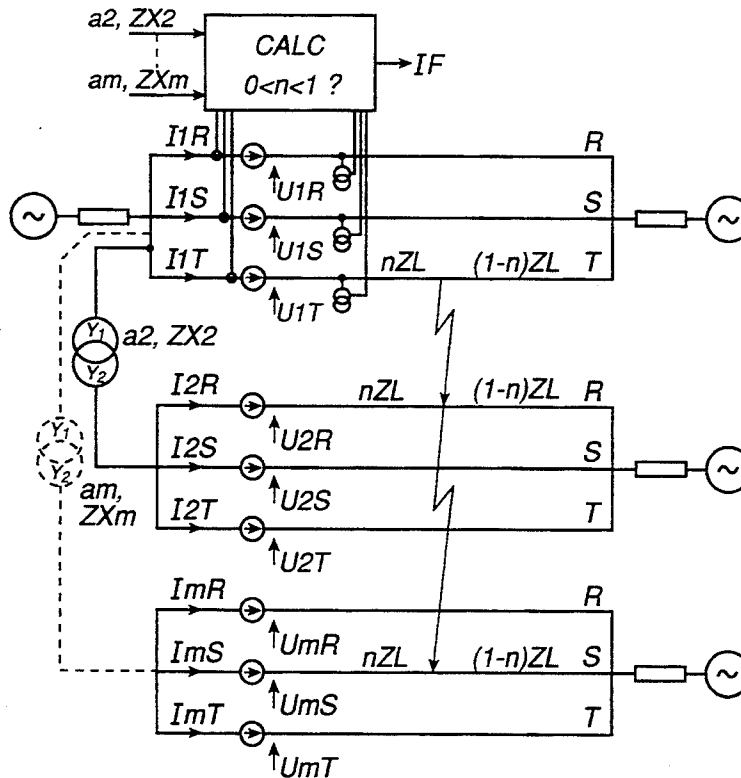 a2, ZX2
CALC
IF
am, ZXm
0<n<1 ?
I1R
R
U1R
~
I1S
S
~
U1S
I1T
nZL
(1-n)ZL
T
U1T
Y1
a2, ZX2
Y2
I2R
nZL
(1-n)ZL
R
Y1
U2R
Y2
I2S
S
~
am,
ZXm
U2S
I2T
T
U2T
ImR
R
UmR
ImS
nZL
(1-n)ZL
S
~
UmS
ImT
T
UmT